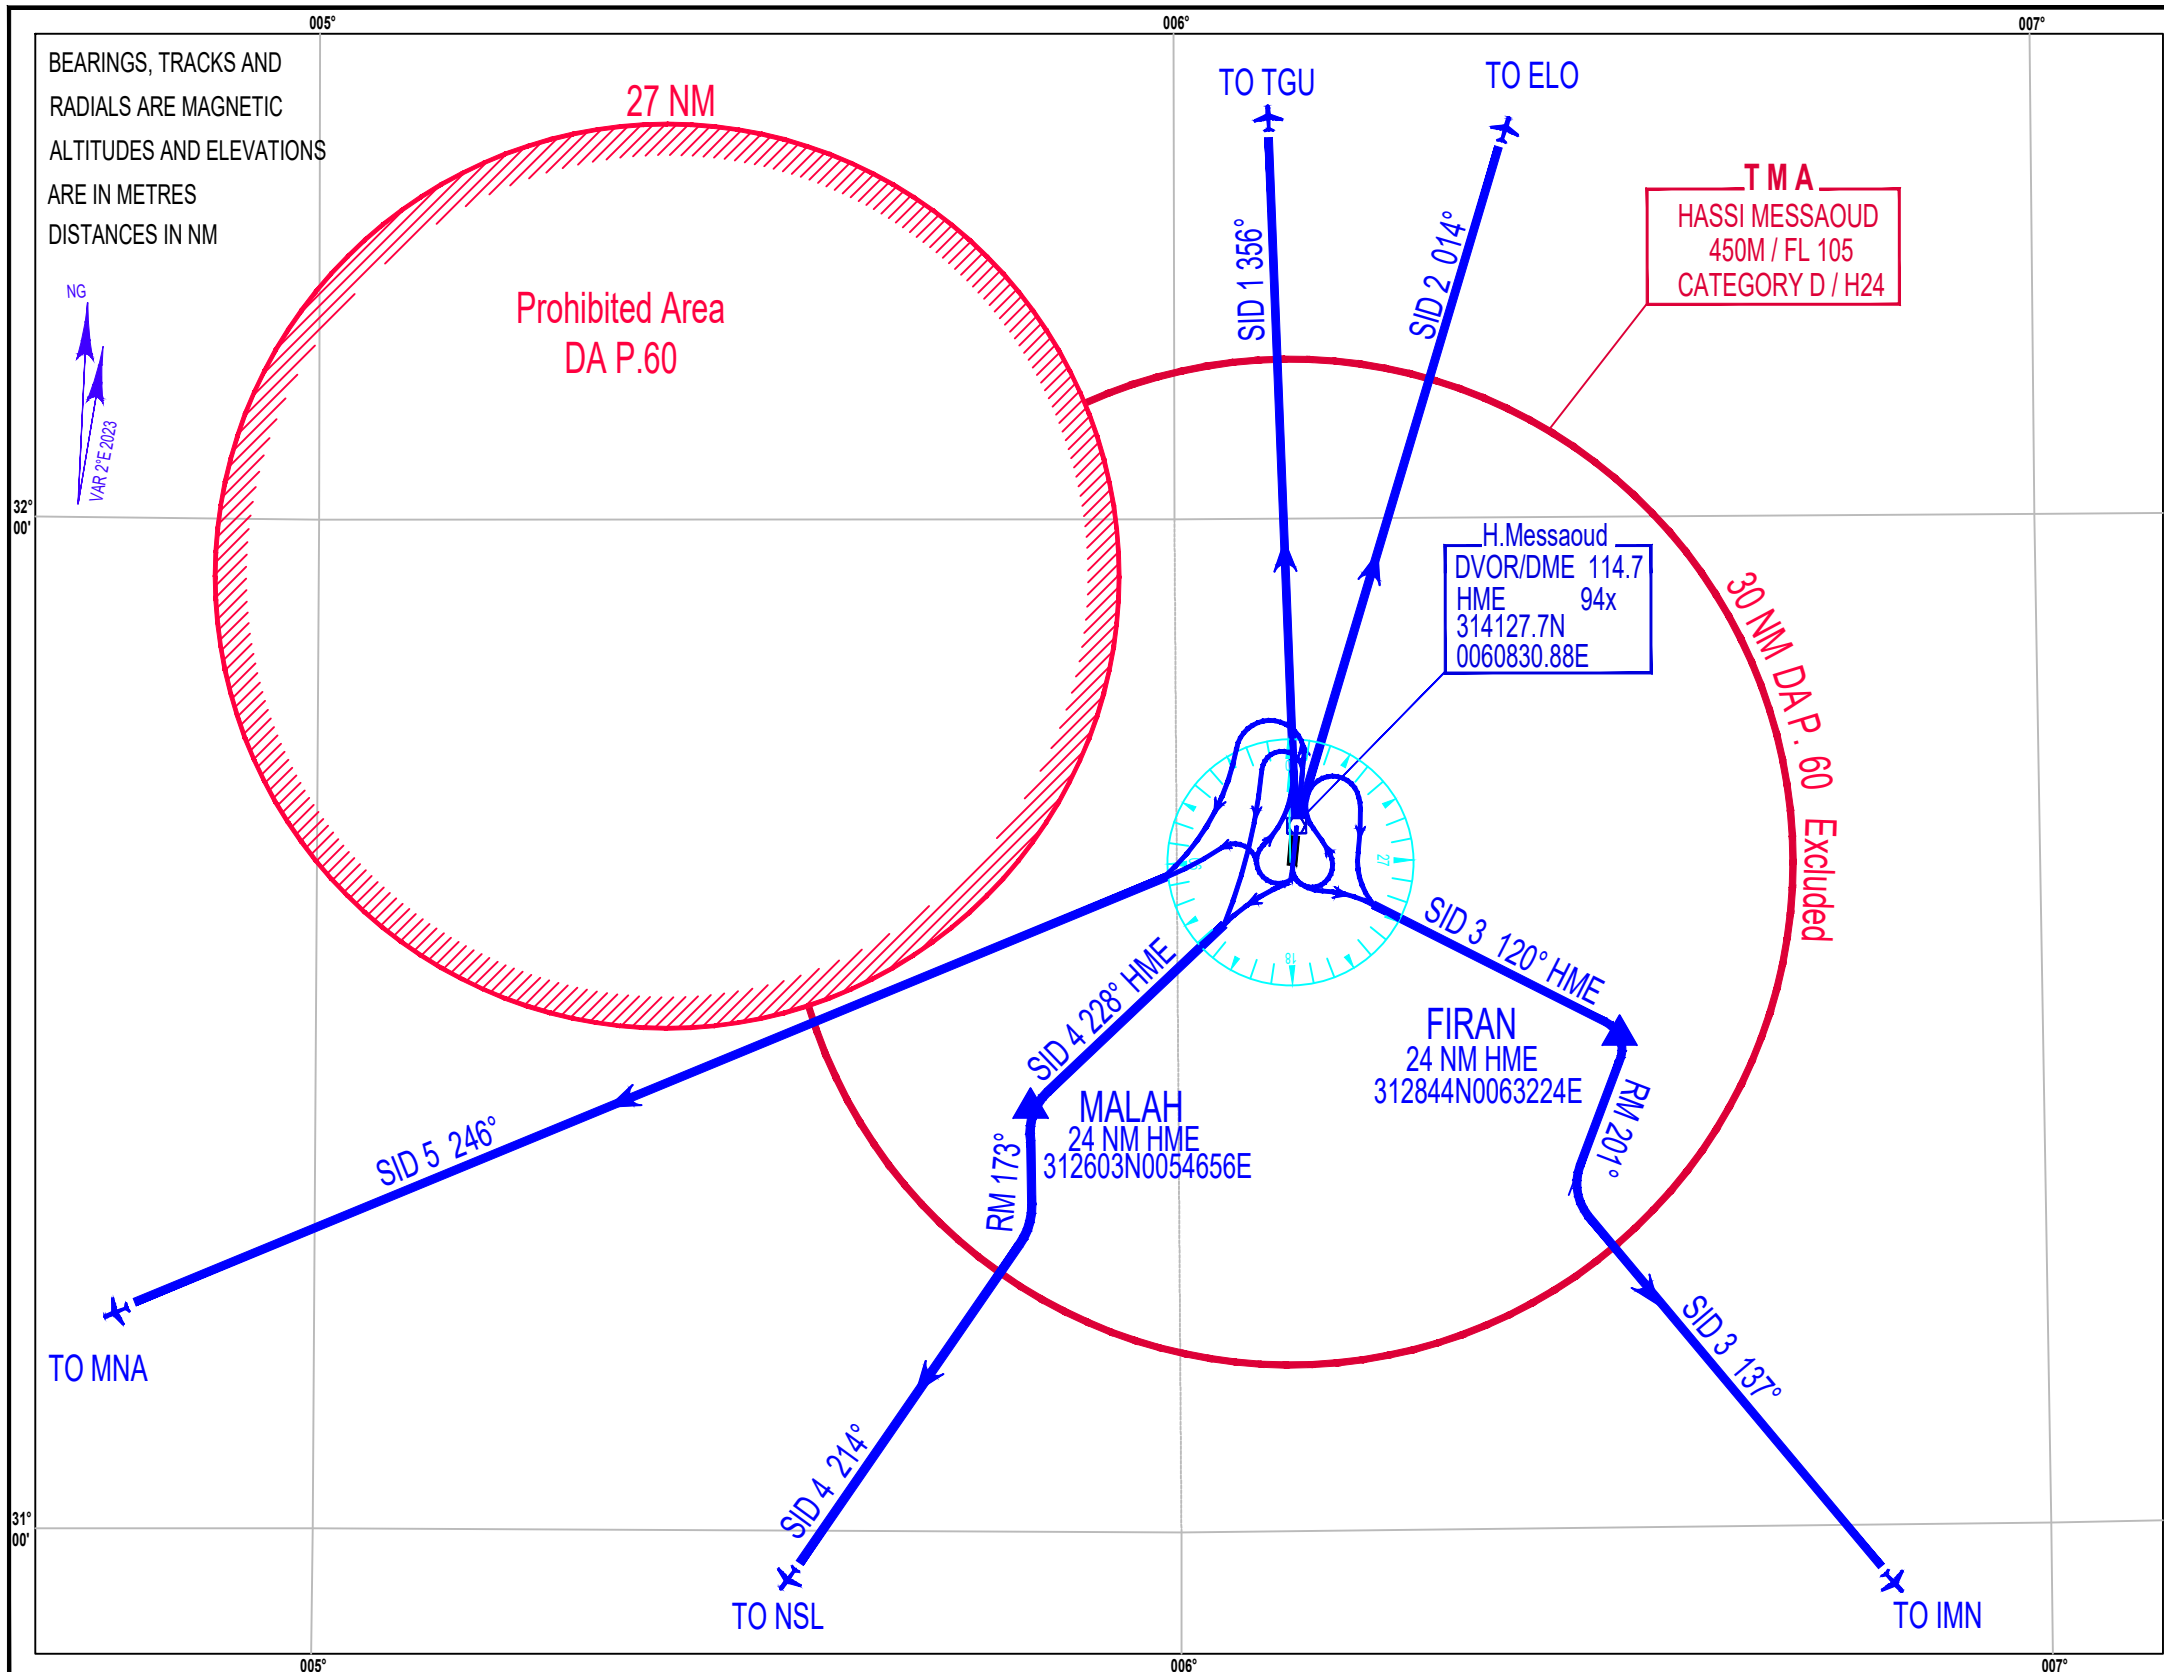 005°
006°
007°
BEARINGS, TRACKS AND
RADIALS ARE MAGNETIC
ALTITUDES AND ELEVATIONS
ARE IN METRES
DISTANCES IN NM
NG
VAR 2°E 2023
27 NM
Prohibited Area
DA P.60
TO TGU
TO ELO
SID 1 356°
SID 2 014°
T M A
HASSI MESSAOUD
450M / FL 105
CATEGORY D / H24
32°
00'
H.Messaoud
DVOR/DME 114.7
HME 94x
314127.7N
0060830.88E
30 NM DA P. 60 Excluded
27
18
SID 3 120° HME
FIRAN
24 NM HME
312844N0063224E
RM 201°
SID 4 228° HME
MALAH
24 NM HME
312603N0054656E
RM 173°
SID 5 246°
TO MNA
SID 3 137°
SID 4 214°
31°
00'
TO NSL
TO IMN
005°
006°
007°